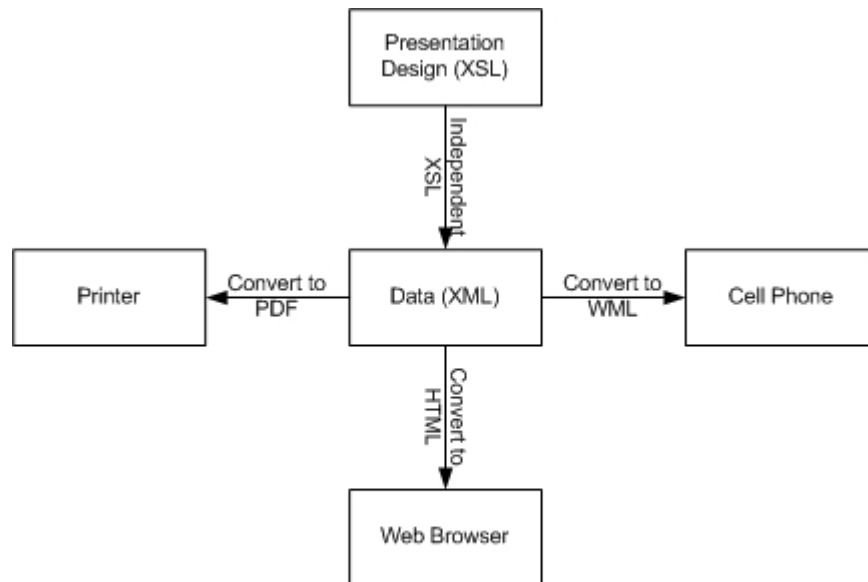 Presentation
Design (XSL)
Independent
XSL
Printer
Convert to
PDF
Data (XML)
Convert to
WML
Cell Phone
Convert to
HTML
Web Browser